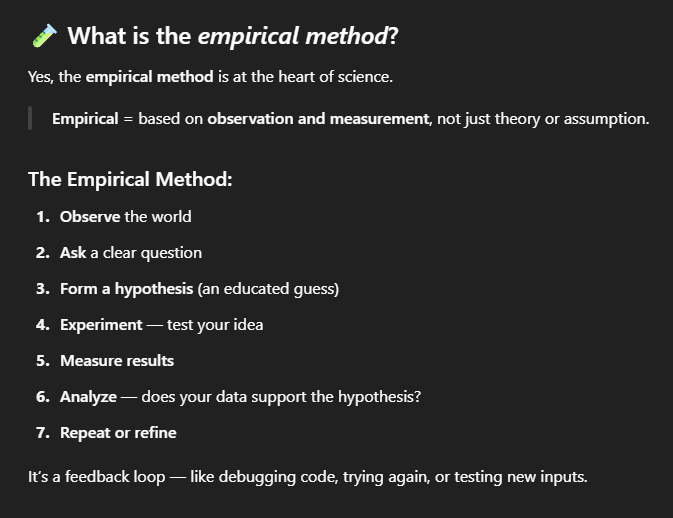 What is the empirical method?
Yes, the empirical method is at the heart of science.
Empirical = based on observation and measurement, not just theory or assumption.
The Empirical Method:
1. Observe the world
2. Ask a clear question
3. Form a hypothesis (an educated guess)
4. Experiment — test your idea
5. Measure results
6. Analyze — does your data support the hypothesis?
7. Repeat or refine
It's a feedback loop — like debugging code, trying again, or testing new inputs.